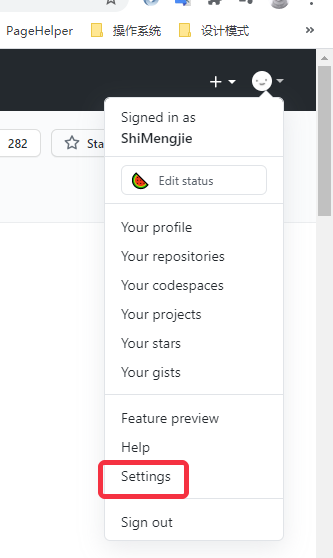 PageHelper 操作系统 设计模式 »
282 Sta
Signed in as
ShiMengjie
Edit status
Your profile
Your repositories
Your codespaces
Your projects
Your stars
Your gists
Feature preview
Help
Settings
Sign out